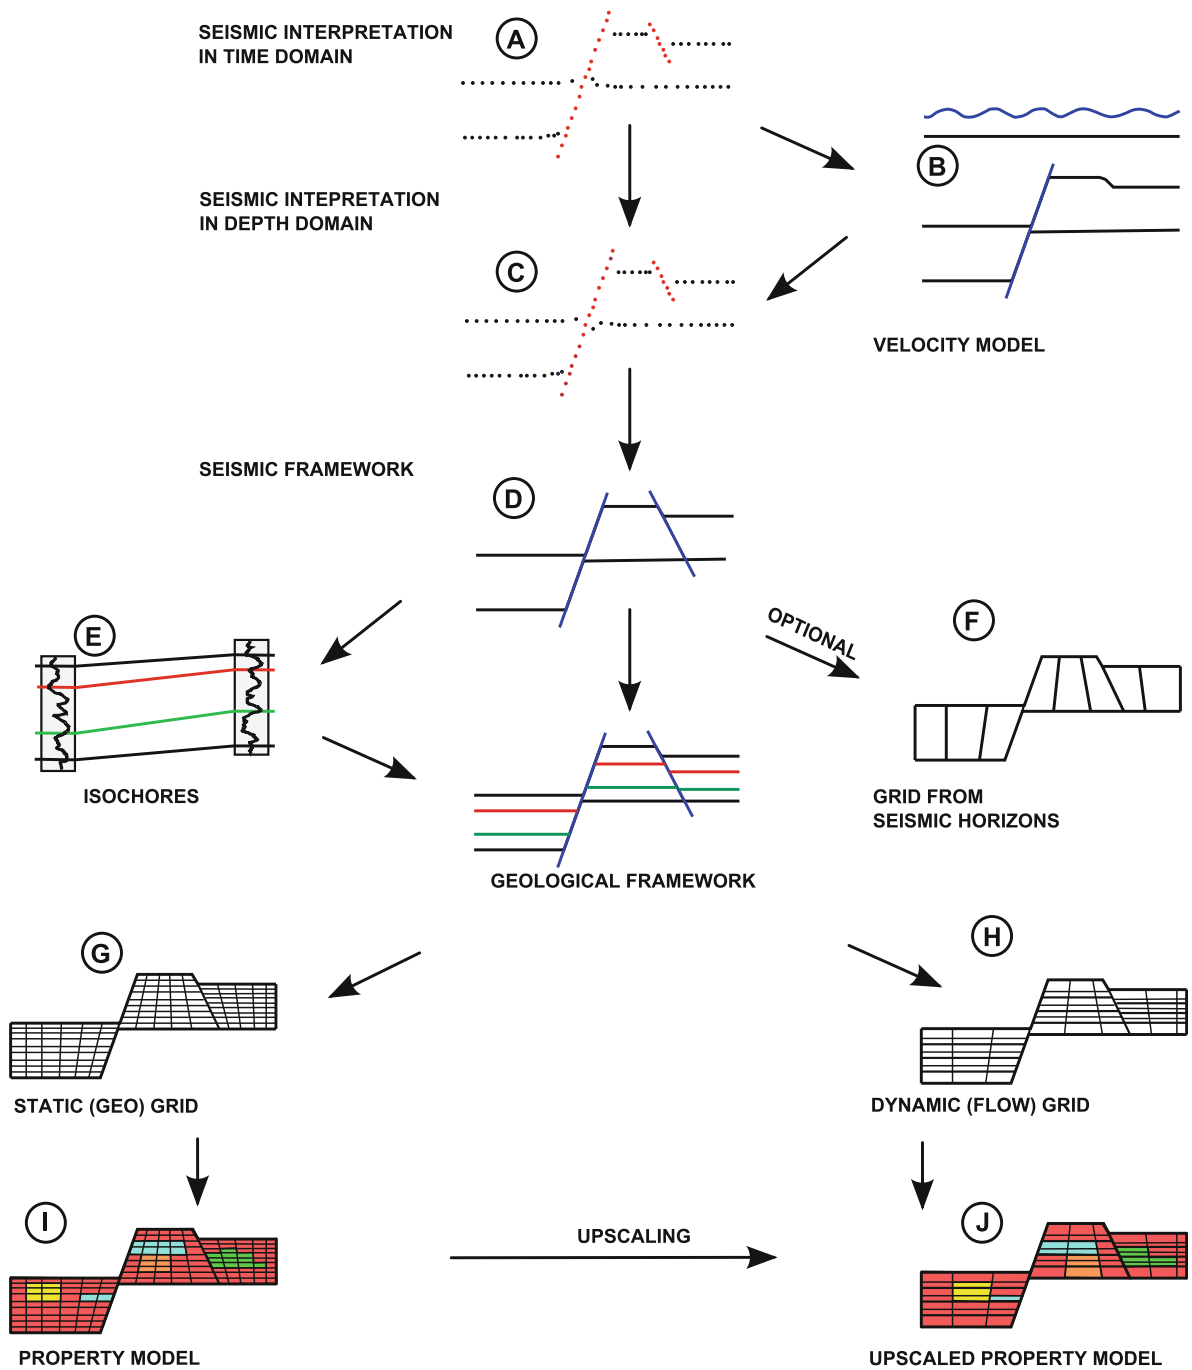 SEISMIC INTERPRETATION
IN TIME DOMAIN
A
B
SEISMIC INTEPRETATION
IN DEPTH DOMAIN
C
VELOCITY MODEL
SEISMIC FRAMEWORK
D
E
OPTIONAL
F
ISOCHORES
GRID FROM
SEISMIC HORIZONS
GEOLOGICAL FRAMEWORK
G
H
STATIC (GEO) GRID
DYNAMIC (FLOW) GRID
I
UPSCALING
J
PROPERTY MODEL
UPSCALED PROPERTY MODEL